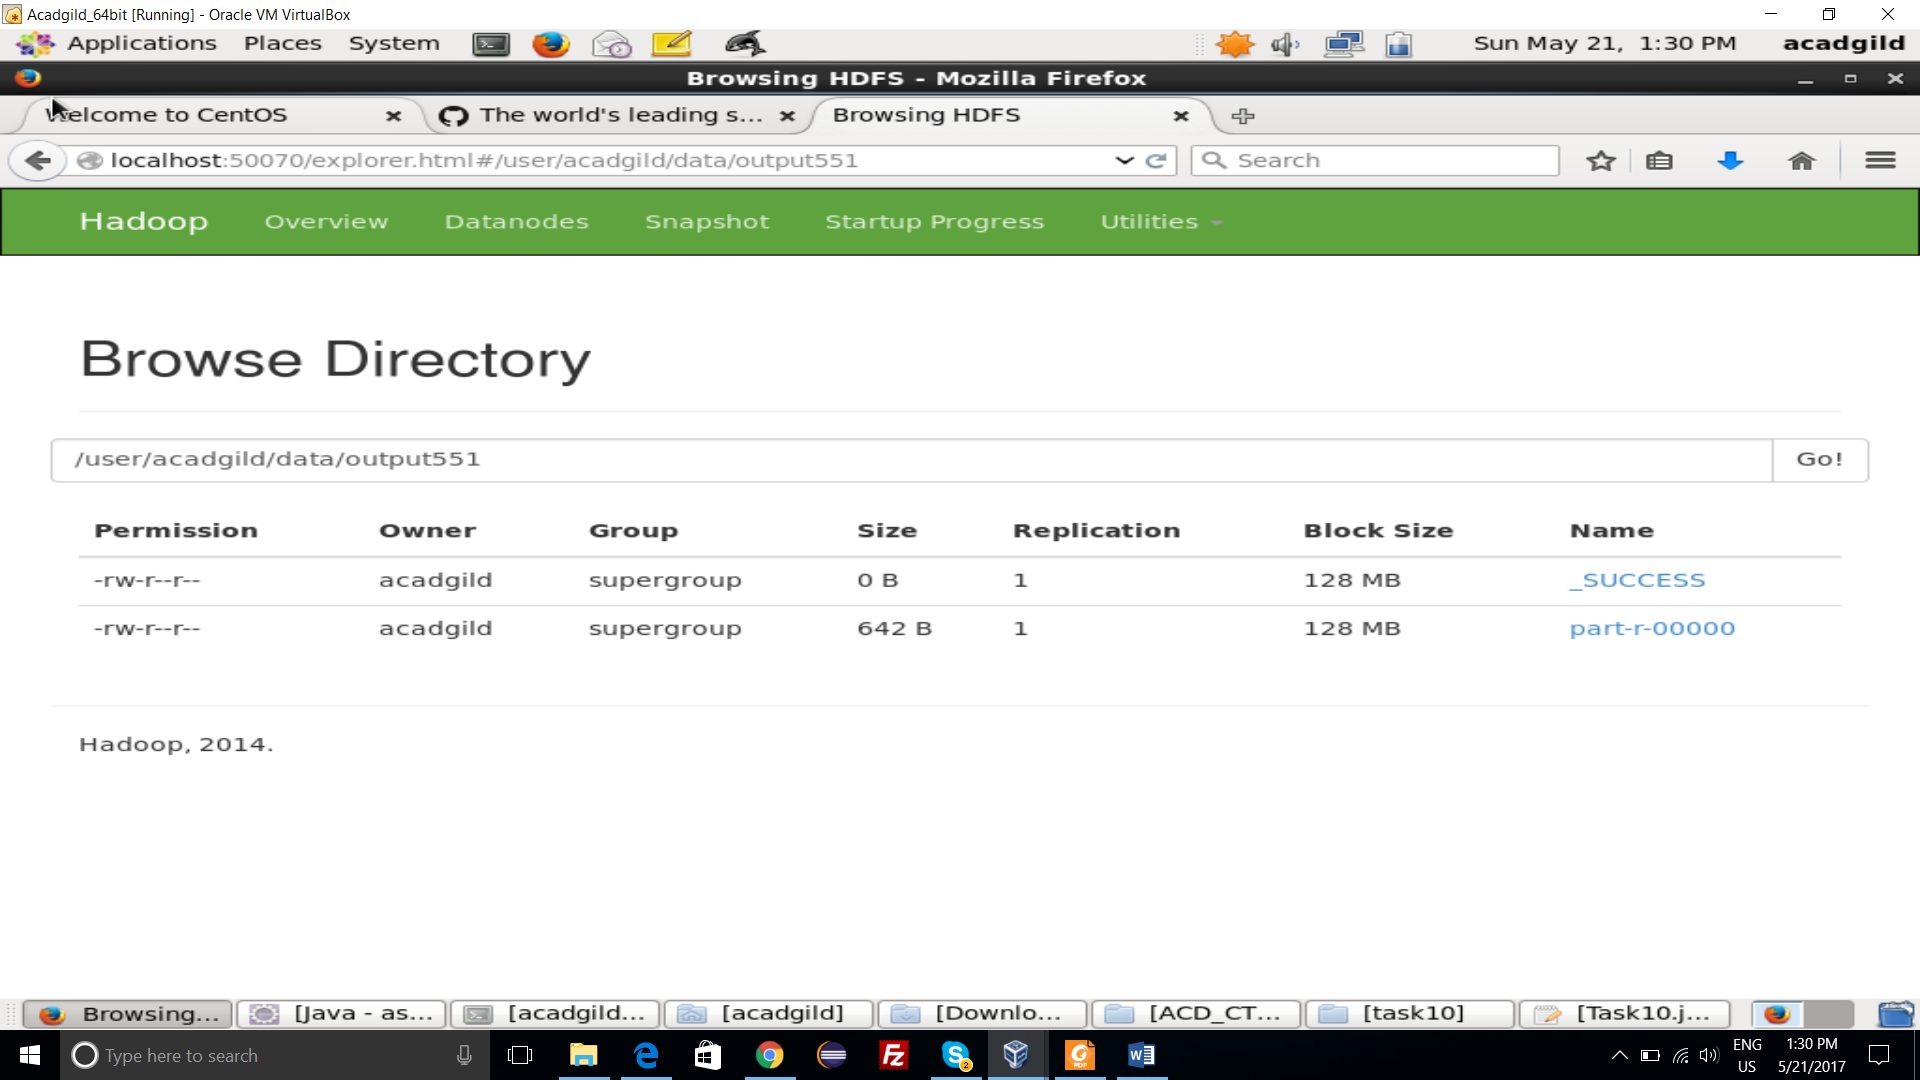 Acadgild_64bit [Running] - Oracle VM VirtualBox
Applications Places System Sun May 21, 1:30 PM acadgild
Browsing HDFS - Mozilla Firefox
Welcome to CentOS The world's leading s... Browsing HDFS
localhost:50070/explorer.html#/user/acadgild/data/output551 Search
Hadoop Overview Datanodes Snapshot Startup Progress Utilities
Browse Directory
/user/acadgild/data/output551 Go!
Permission Owner Group Size Replication Block Size Name
-rw-r--r-- acadgild supergroup 0 B 1 128 MB _SUCCESS
-rw-r--r-- acadgild supergroup 642 B 1 128 MB part-r-00000
Hadoop, 2014.
Browsing... [Java - as... [acadgild... [acadgild] [Downlo... [ACD_CT... [task10] [Task10.j...
Type here to search 2 ENG 1:30 PM
US 5/21/2017